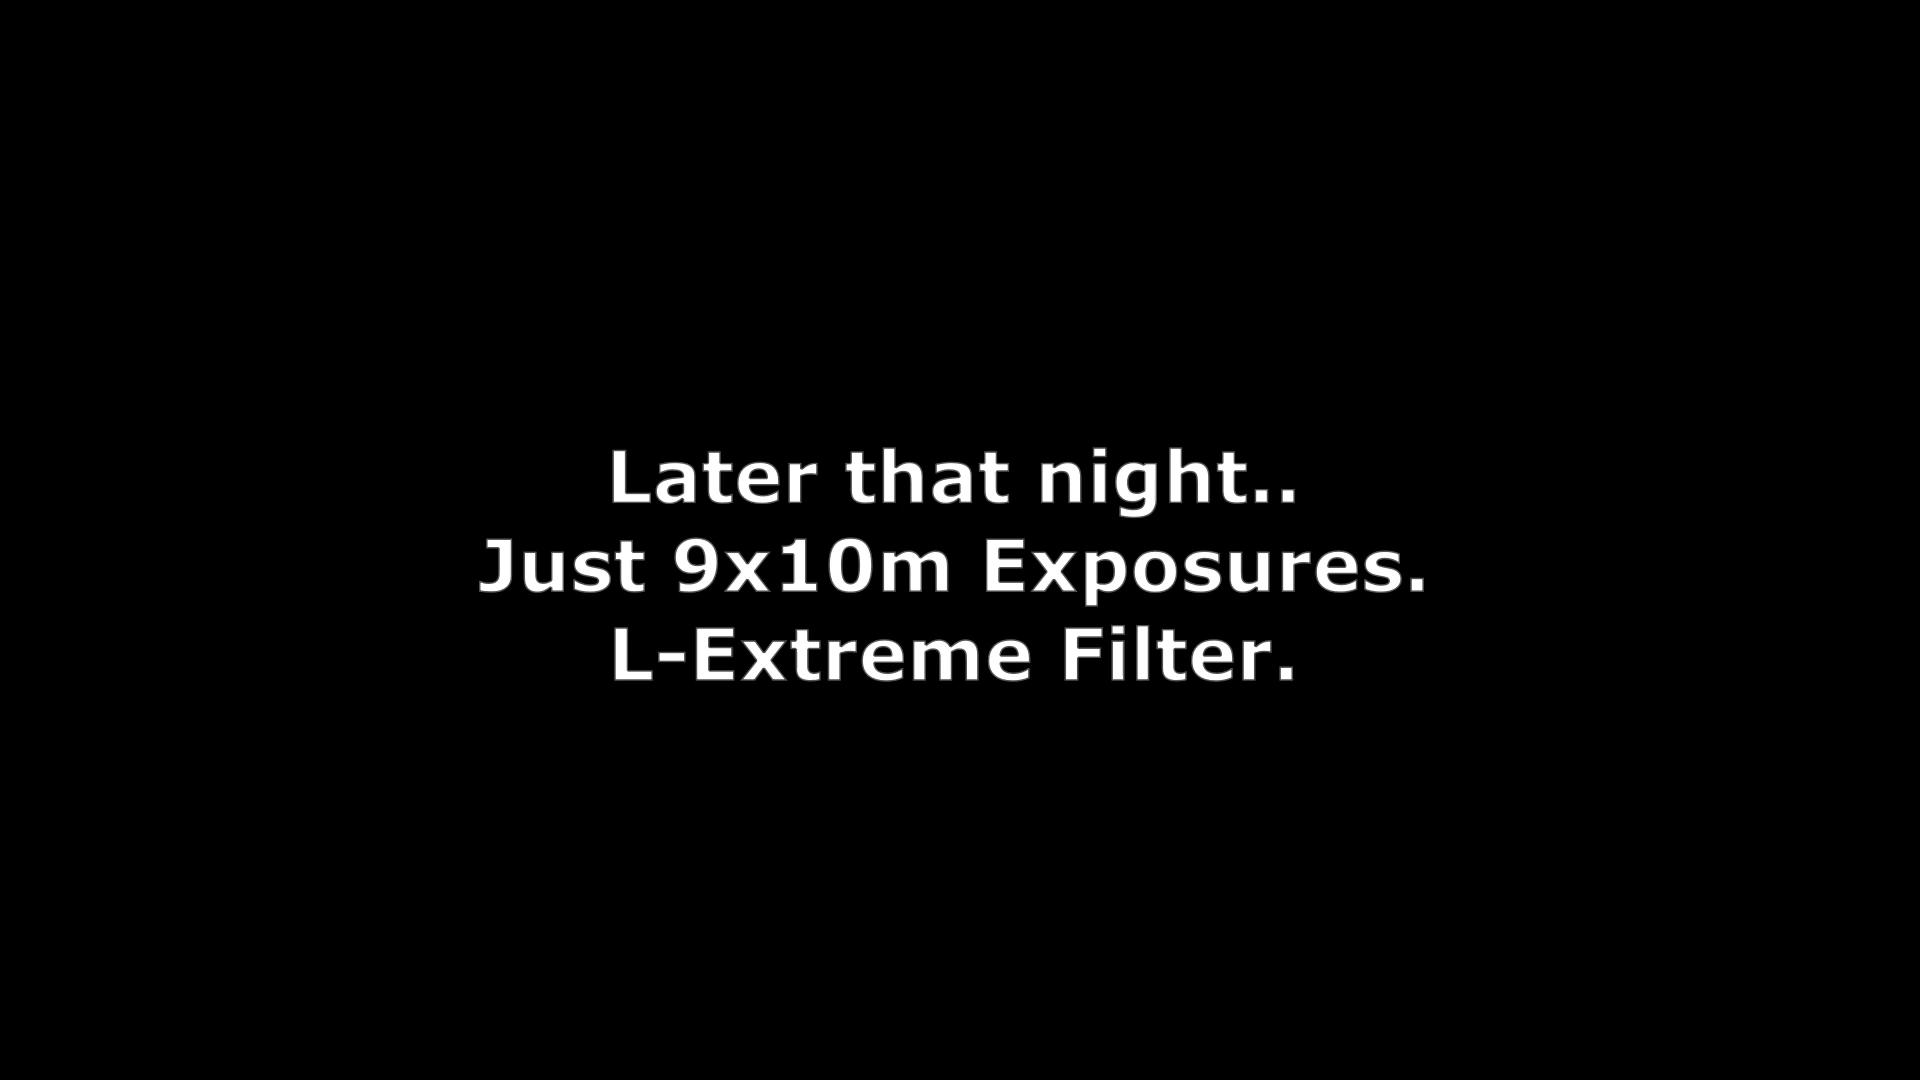 Later that night..
Just 9x10m Exposures.
L-Extreme Filter.